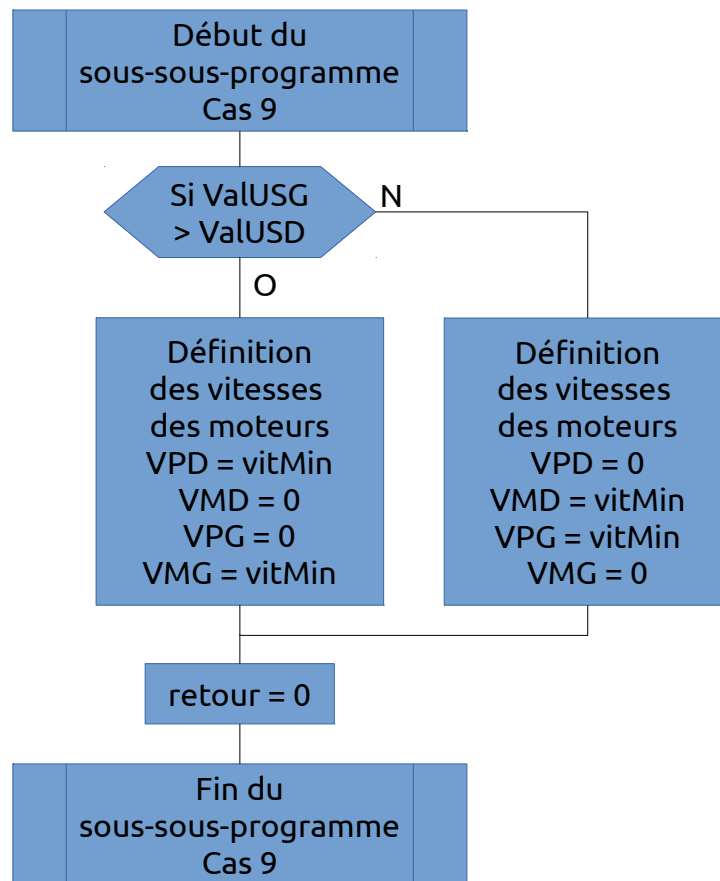 Début du
sous-sous-programme
Cas 9
Si ValUSG
> ValUSD
N
O
Définition
des vitesses
des moteurs
VPD = vitMin
VMD = 0
VPG = 0
VMG = vitMin
Définition
des vitesses
des moteurs
VPD = 0
VMD = vitMin
VPG = vitMin
VMG = 0
retour = 0
Fin du
sous-sous-programme
Cas 9